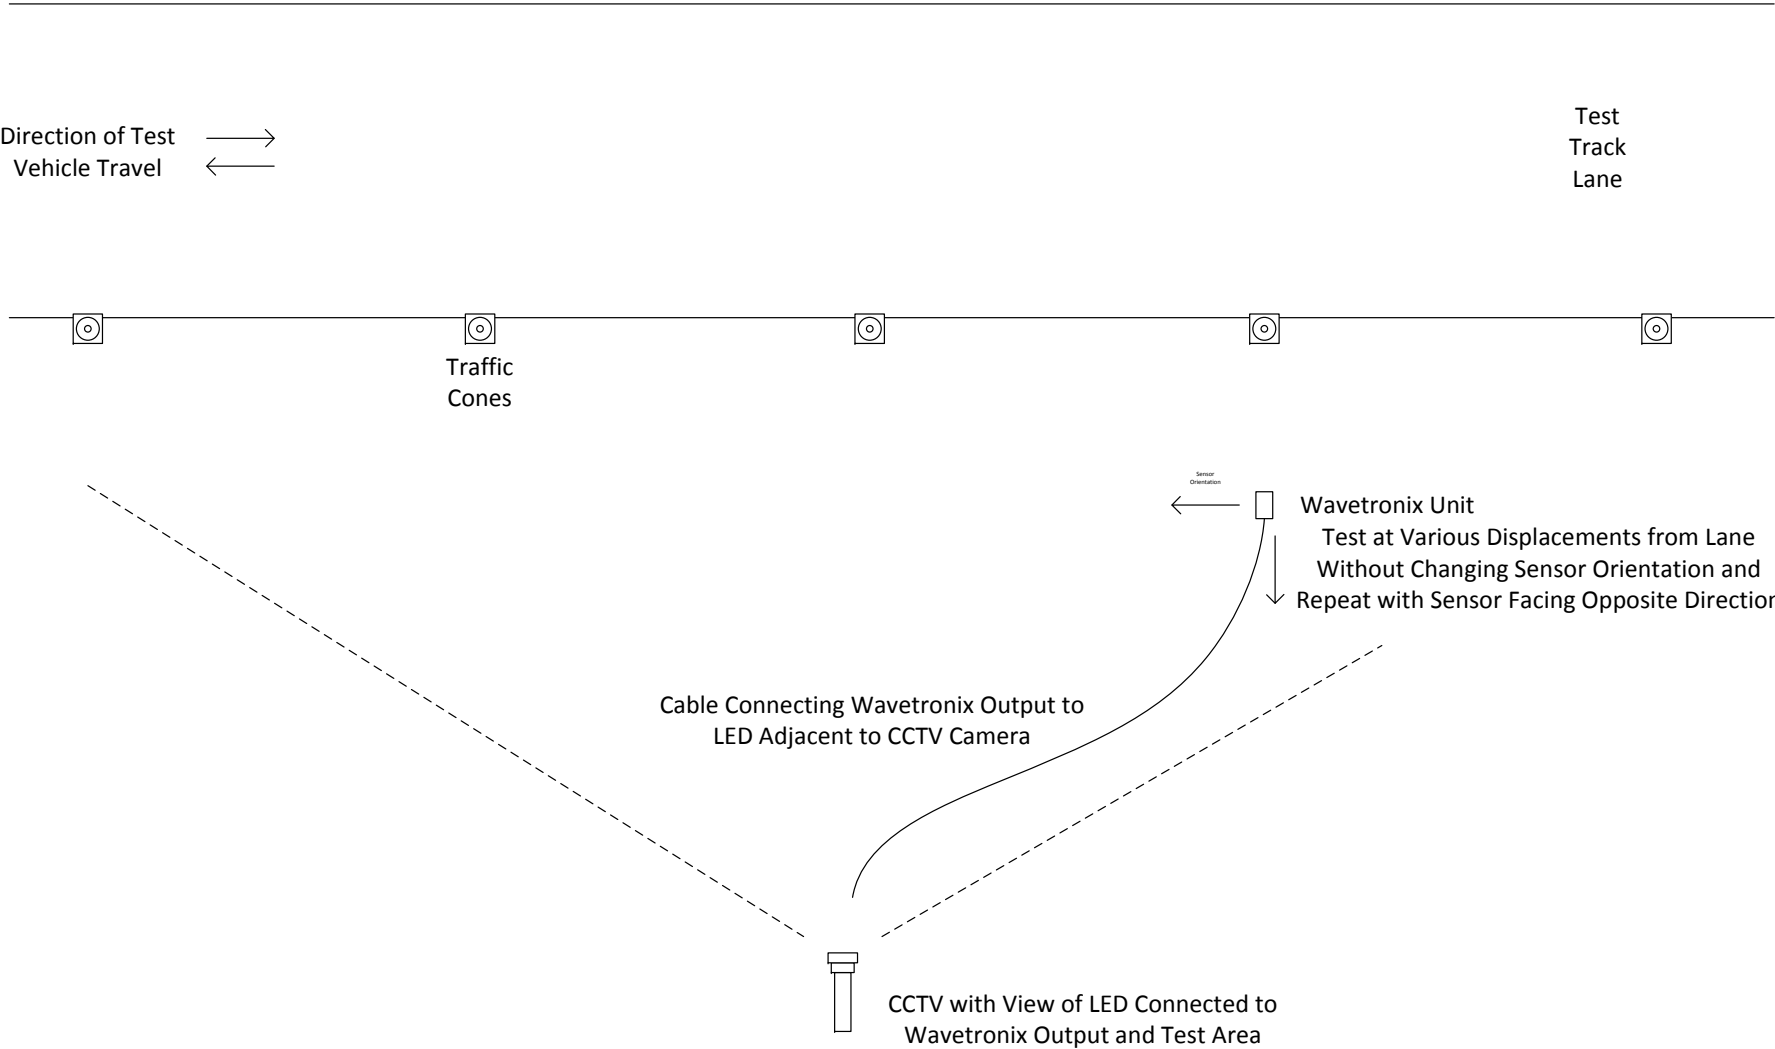 Direction of Test
Vehicle Travel
Test
Track
Lane
Traffic
Cones
Sensor
Orientation
Wavetronix Unit
Test at Various Displacements from Lane
Without Changing Sensor Orientation and
Repeat with Sensor Facing Opposite Direction
Cable Connecting Wavetronix Output to
LED Adjacent to CCTV Camera
CCTV with View of LED Connected to
Wavetronix Output and Test Area